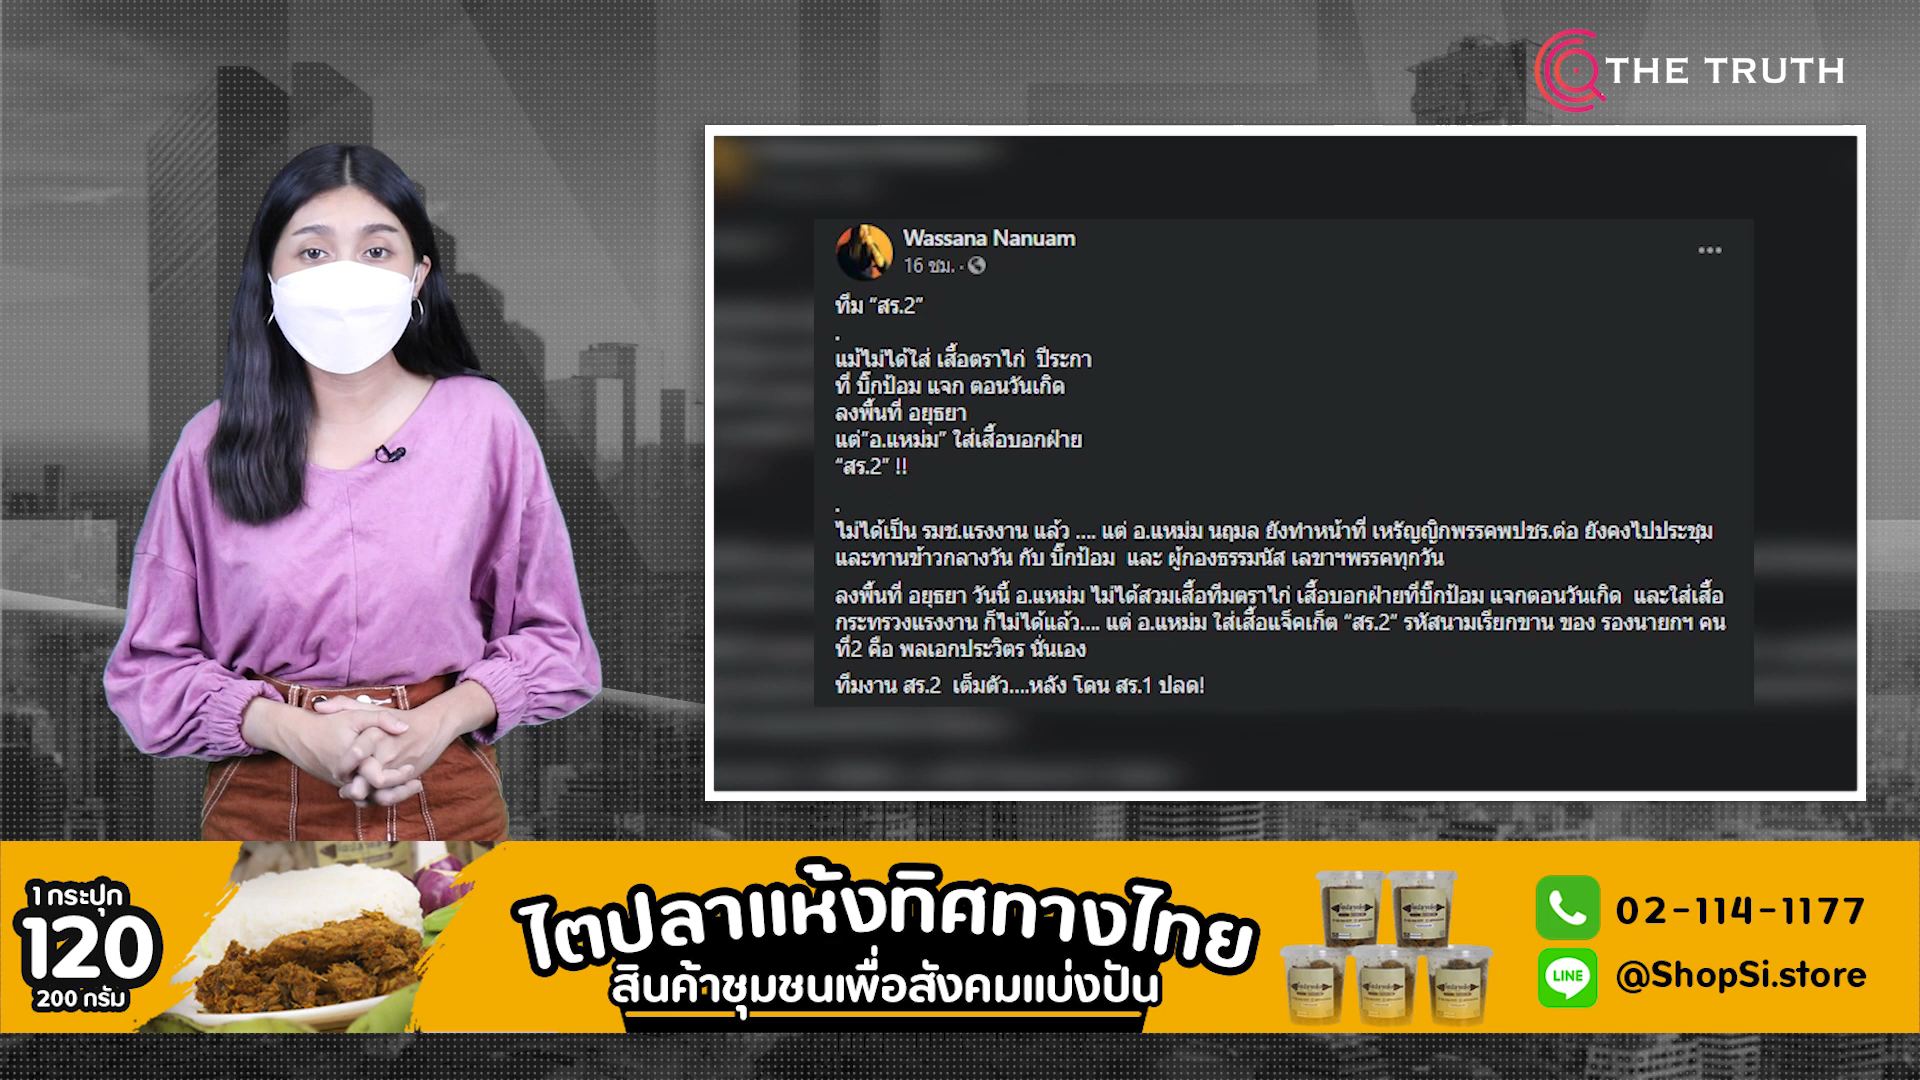 THE TRUTH
Wassana Nanuam
16 ชม. ·
ทีม "สร.2"
.
แม้ไม่ได้ใส่ เสื้อตราไก่ ปีระกา
ที่ บิ๊กป้อม แจก ตอนวันเกิด
ลงพื้นที่ อยุธยา
แต่"อ.แหม่ม" ใส่เสื้อบอกฝ่าย
"สร.2" !!
.
ไม่ได้เป็น รมช.แรงงาน แล้ว .... แต่ อ.แหม่ม นฤมล ยังทำหน้าที่ เหรัญญิกพรรคพปชร.ต่อ ยังคงไปประชุม
และทานข้าวกลางวัน กับ บิ๊กป้อม และ ผู้กองธรรมนัส เลขาฯพรรคทุกวัน
ลงพื้นที่ อยุธยา วันนี้ อ.แหม่ม ไม่ได้สวมเสื้อทีมตราไก่ เสื้อบอกฝ่ายที่บิ๊กป้อม แจกตอนวันเกิด และใส่เสื้อ
กระทรวงแรงงาน ก็ไม่ได้แล้ว.... แต่ อ.แหม่ม ใส่เสื้อแจ็คเก็ต "สร.2" รหัสนามเรียกขาน ของ รองนายกฯ คน
ที่2 คือ พลเอกประวิตร นั่นเอง
ทีมงาน สร.2 เต็มตัว....หลัง โดน สร.1 ปลด!
1 กระปุก
120
200 กรัม
ไตปลาแห้งทิศทางไทย
สินค้าชุมชนเพื่อสังคมแบ่งปัน
02-114-1177
LINE
@ShopSi.store